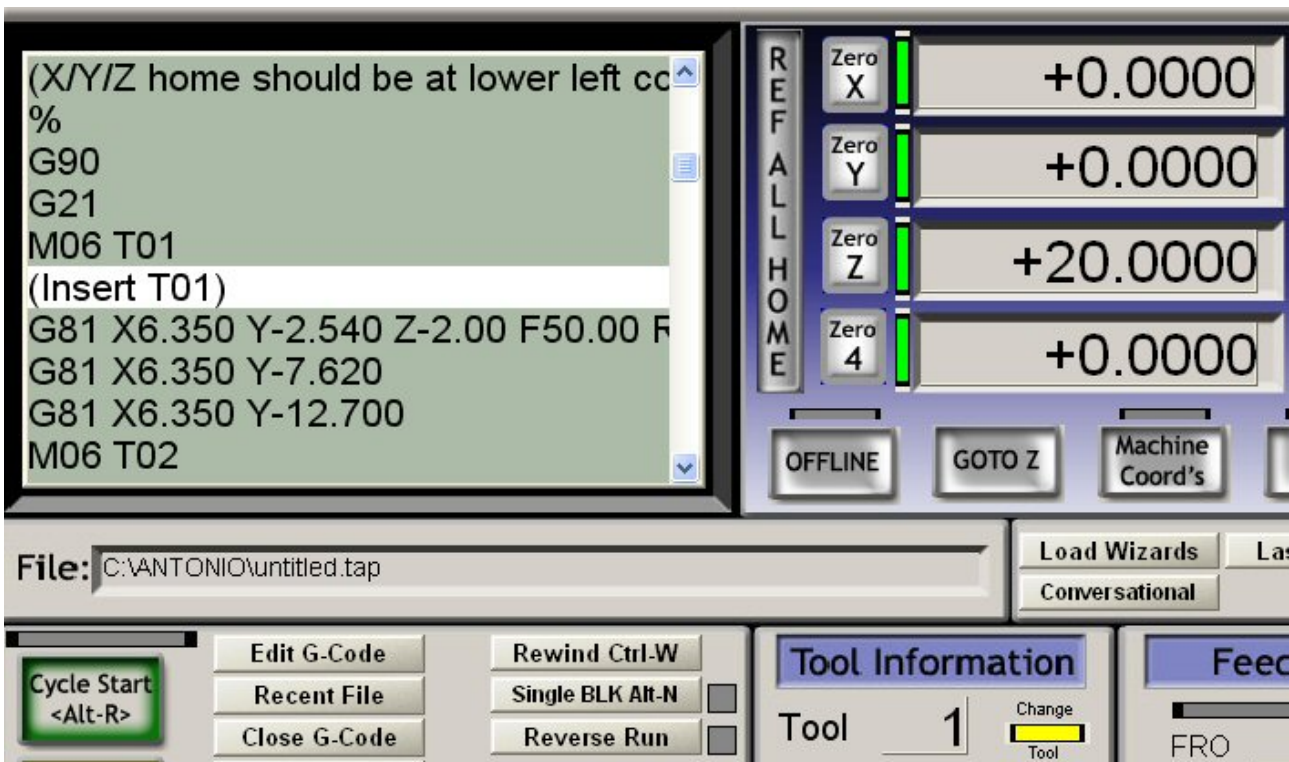 (X/Y/Z home should be at lower left
%
G90
G21
M06 T01
(Insert T01)
G81 X6.350 Y-2.540 Z-2.00 F50.00
G81 X6.350 Y-7.620
G81 X6.350 Y-12.700
M06 T02
REF ALL HOME
Zero X +0.0000
Zero Y +0.0000
Zero Z +20.0000
Zero 4 +0.0000
OFFLINE
GOTO Z
Machine
Coord's
File: C:\ANTONIO\untitled.tap
Load Wizards
Conversational
Cycle Start
<Alt-R>
Edit G-Code
Recent File
Close G-Code
Rewind Ctrl-W
Single BLK Alt-N
Reverse Run
Tool Information
Tool 1
Change
Tool
FRO